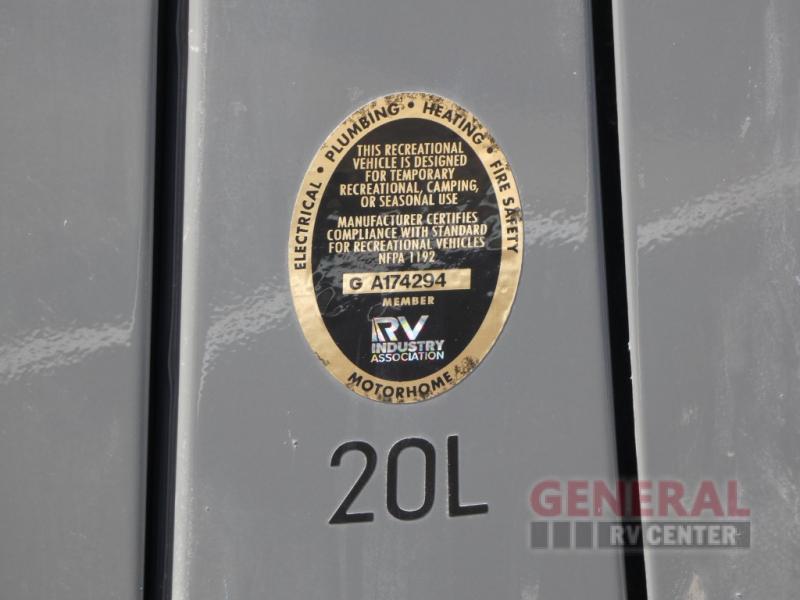 ELECTRICAL • PLUMBING • HEATING • FIRE SAFETY
THIS RECREATIONAL
VEHICLE IS DESIGNED
FOR TEMPORARY
RECREATIONAL, CAMPING,
OR SEASONAL USE
MANUFACTURER CERTIFIES
COMPLIANCE WITH STANDARD
FOR RECREATIONAL VEHICLES
NFPA 1192
G A174294
MEMBER
RV
INDUSTRY
ASSOCIATION
MOTORHOME
20L
GENERAL
RV CENTER